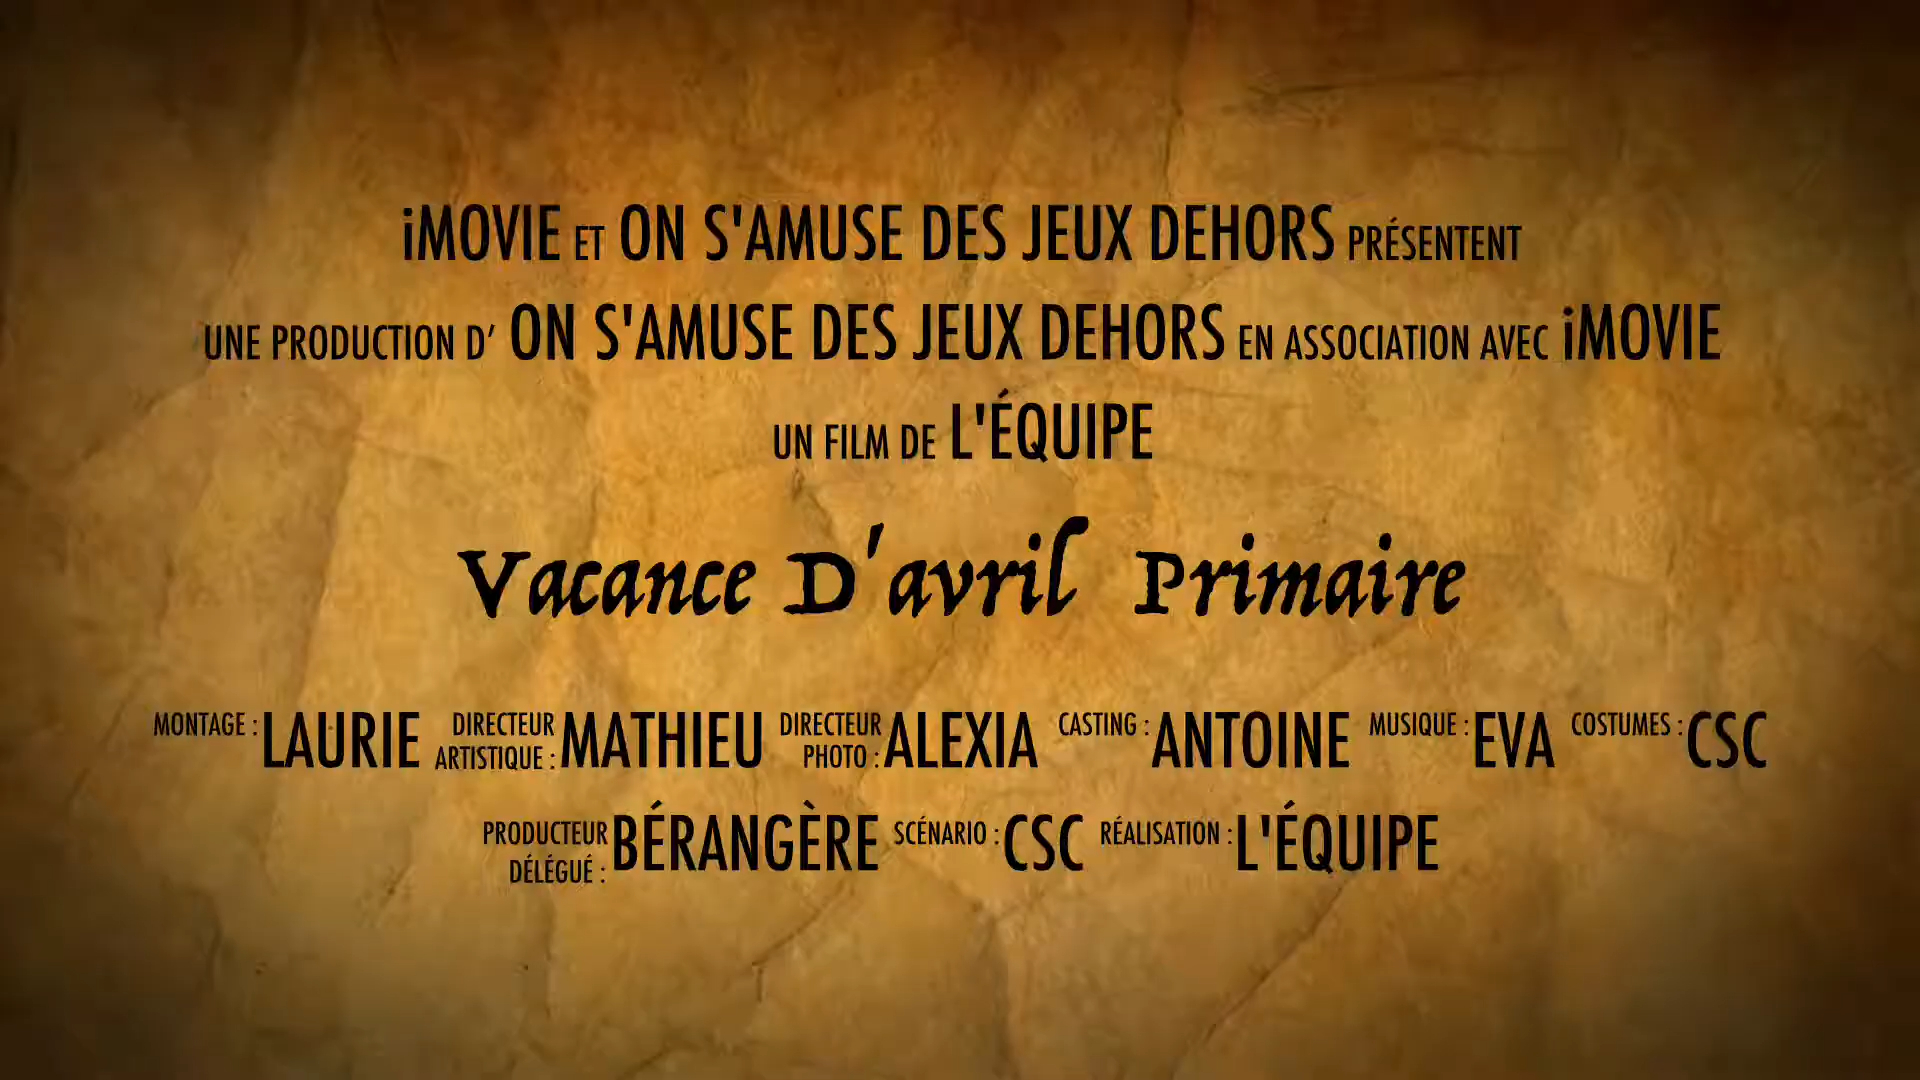 iMOVIE ET ON S'AMUSE DES JEUX DEHORS PRÉSENTENT
UNE PRODUCTION D’ ON S'AMUSE DES JEUX DEHORS EN ASSOCIATION AVEC iMOVIE
UN FILM DE L'ÉQUIPE
Vacance D'avril Primaire
MONTAGE : LAURIE DIRECTEUR ARTISTIQUE : MATHIEU DIRECTEUR PHOTO : ALEXIA CASTING : ANTOINE MUSIQUE : EVA COSTUMES : CSC
PRODUCTEUR DÉLÉGUÉ : BÉRANGÈRE SCÉNARIO : CSC RÉALISATION : L'ÉQUIPE